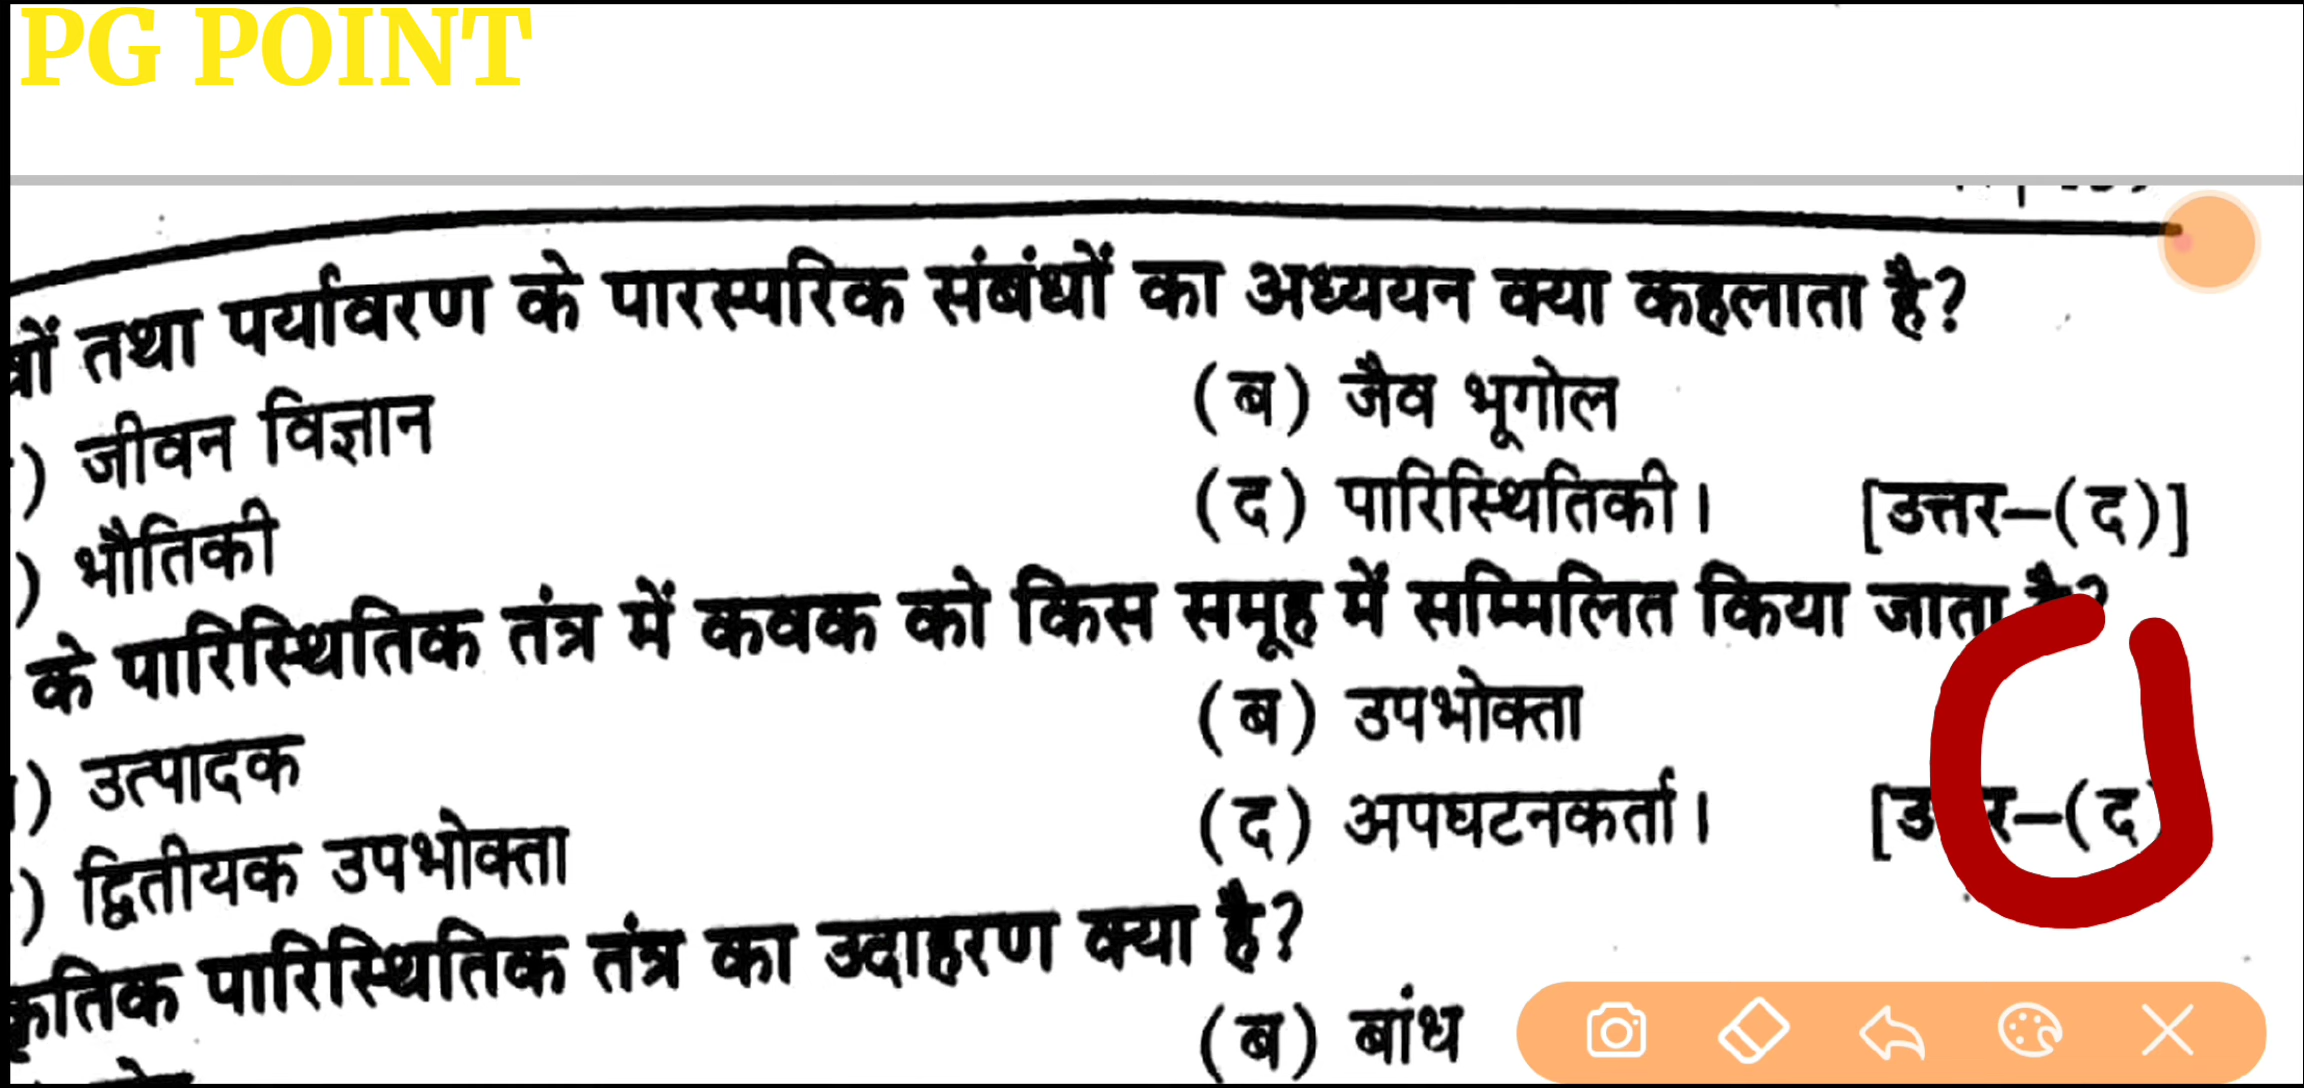 PG POINT
तथा पर्यावरण के पारस्परिक संबंधों का अध्ययन क्या कहलाता है?
) जीवन विज्ञान (ब) जैव भूगोल
) भौतिकी (द) पारिस्थितिकी। [उत्तर–(द)]
के पारिस्थितिक तंत्र में कवक को किस समूह में सम्मिलित किया जाता है?
) उत्पादक (ब) उपभोक्ता
) द्वितीयक उपभोक्ता (द) अपघटनकर्ता। –(द
कृतिक पारिस्थितिक तंत्र का उदाहरण क्या है?
(ब) बांध